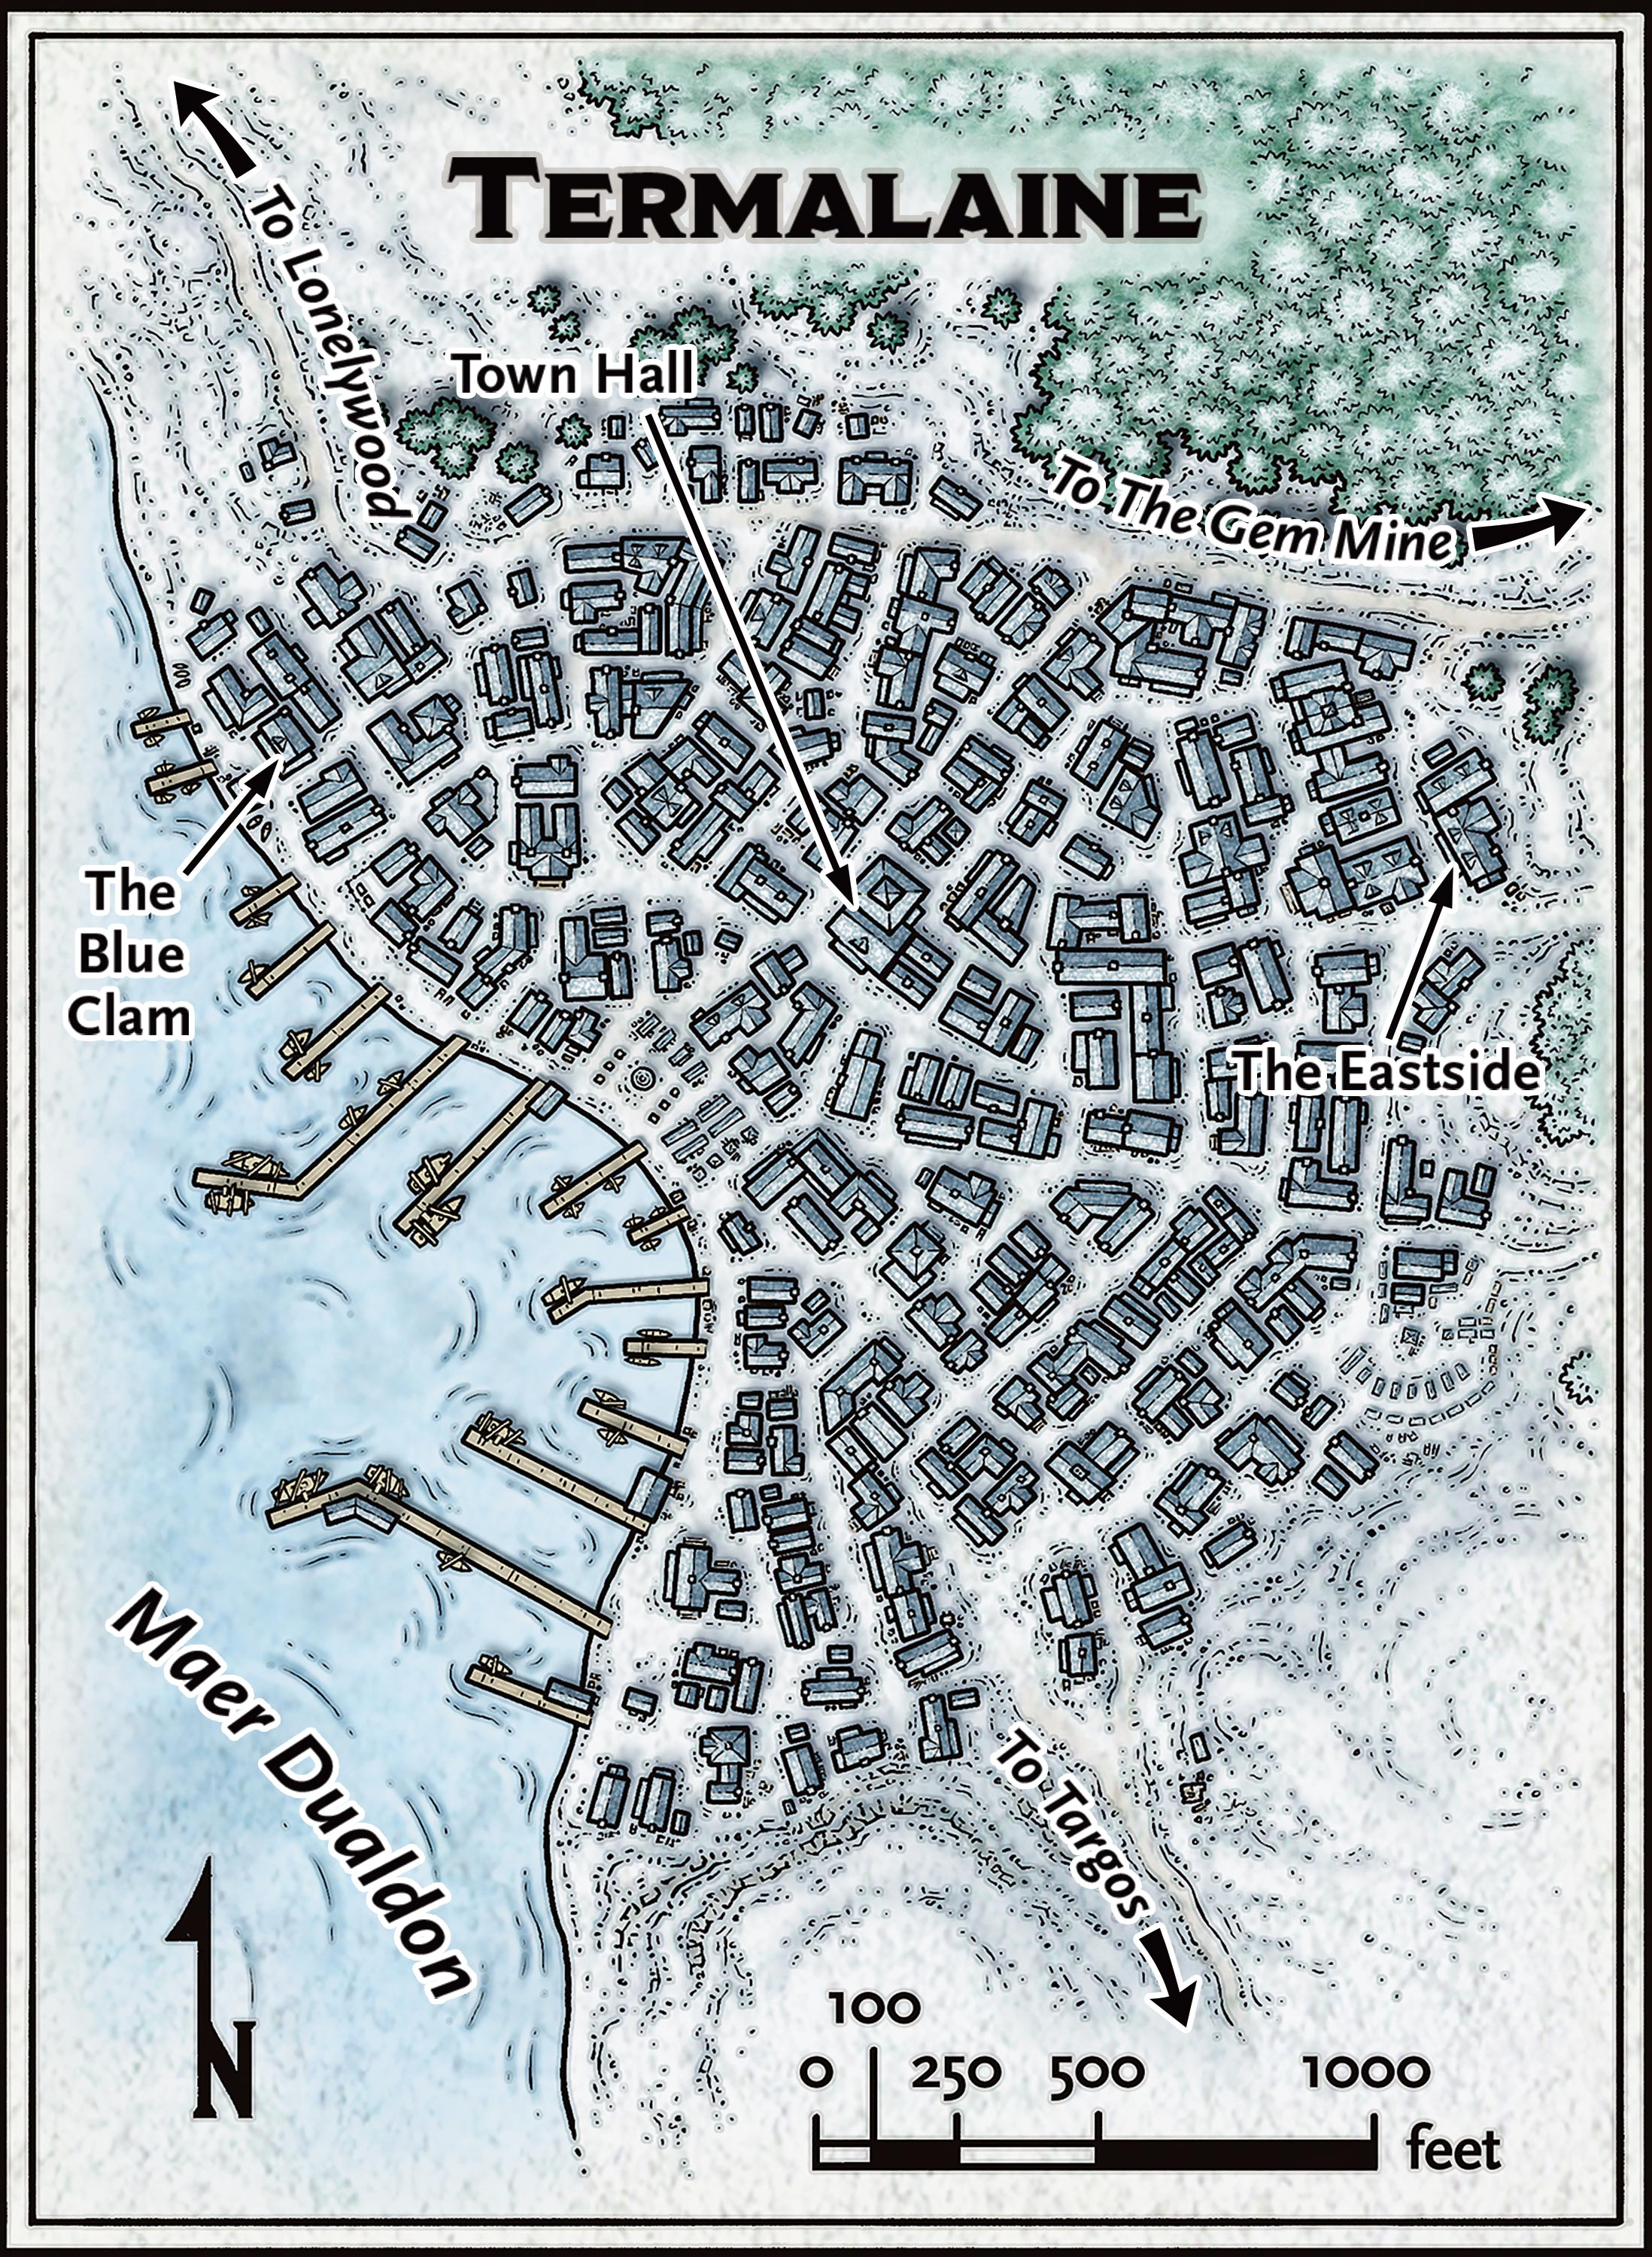 TERMALAINE
To Lonelywood
Town Hall
To The Gem Mine
The
Blue
Clam
The Eastside
Maer Dualdon
To Targos
N
100
0 250 500 1000
feet